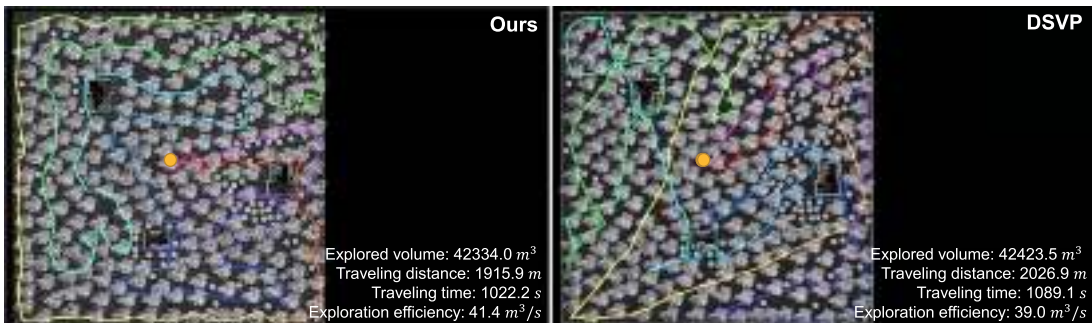 Ours
Explored volume: 42334.0 m³
Traveling distance: 1915.9 m
Traveling time: 1022.2 s
Exploration efficiency: 41.4 m³/s
DSVP
Explored volume: 42423.5 m³
Traveling distance: 2026.9 m
Traveling time: 1089.1 s
Exploration efficiency: 39.0 m³/s